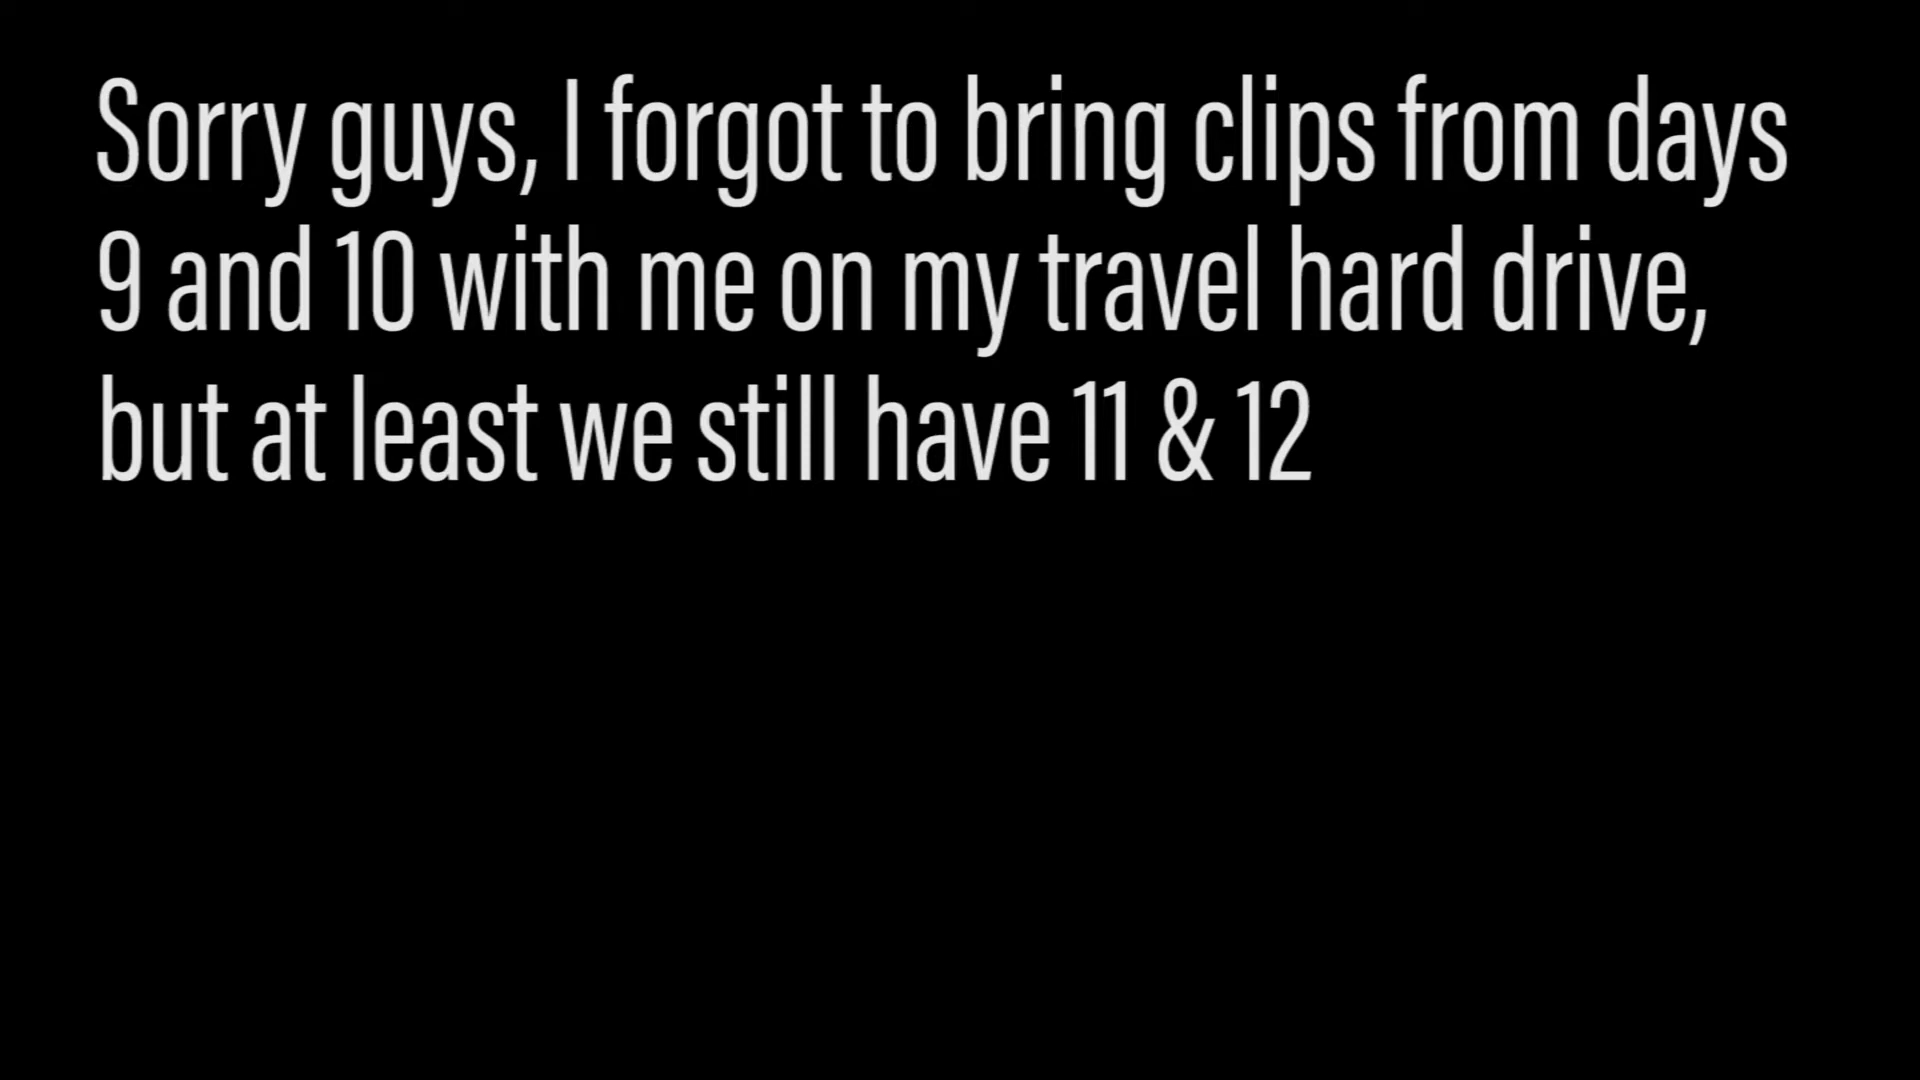 Sorry guys, I forgot to bring clips from days
9 and 10 with me on my travel hard drive,
but at least we still have 11 & 12